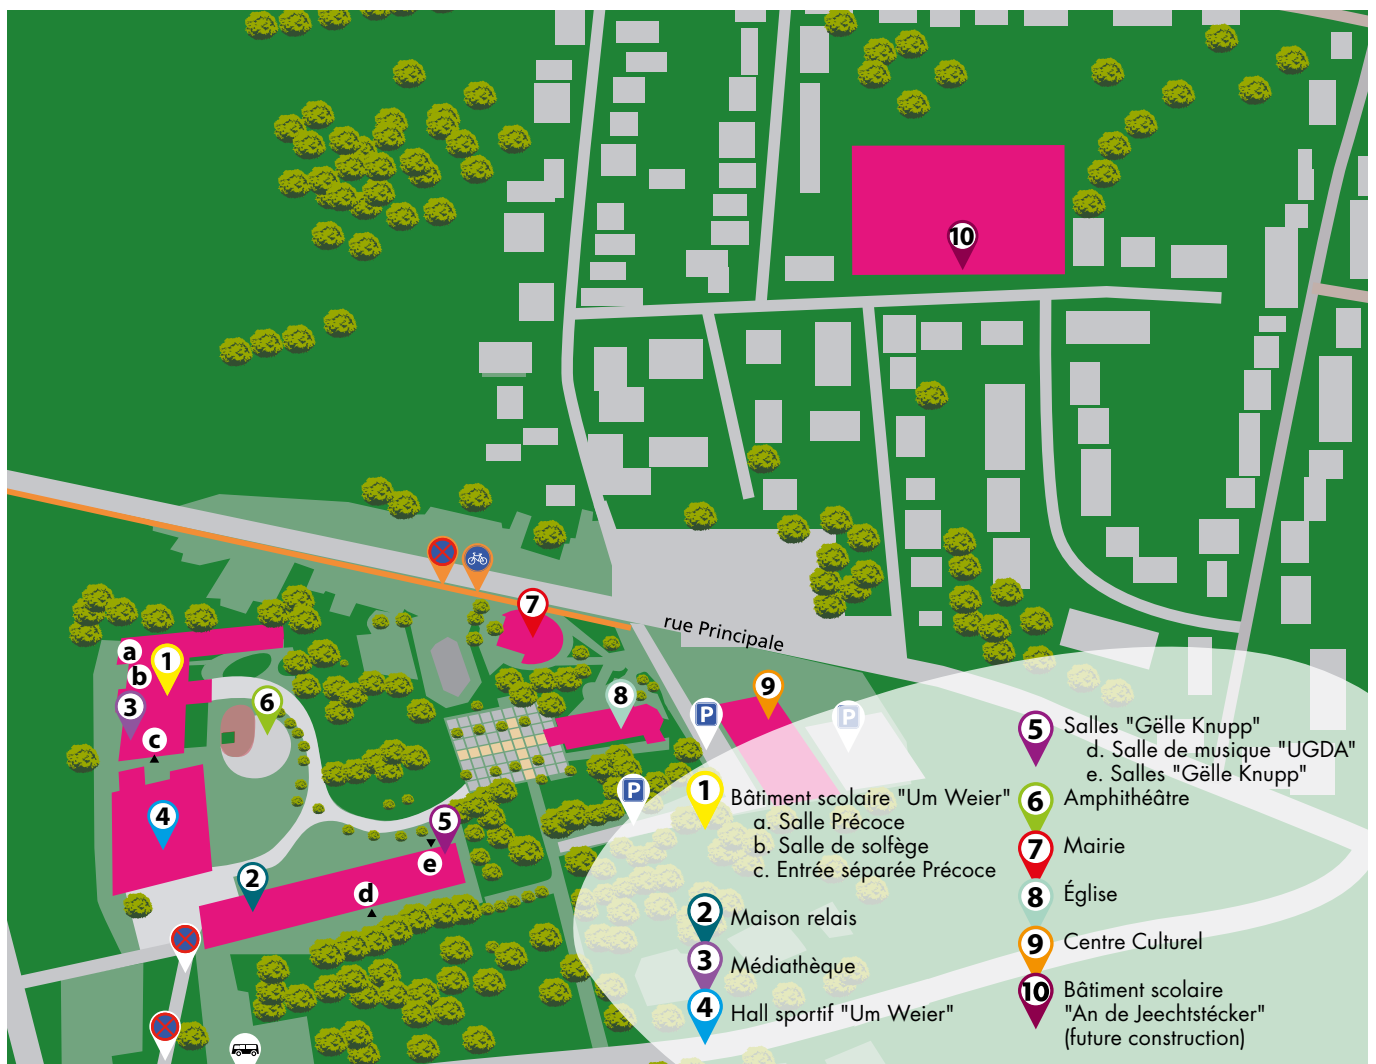 10
7
rue Principale
a
1
b
3
c
6
8
9
P
P
P
4
5
e
2
d
1 Bâtiment scolaire "Um Weier"
a. Salle Précoce
b. Salle de solfège
c. Entrée séparée Précoce
2 Maison relais
3 Médiathèque
4 Hall sportif "Um Weier"
5 Salles "Gëlle Knupp"
d. Salle de musique "UGDA"
e. Salles "Gëlle Knupp"
6 Amphithéâtre
7 Mairie
8 Église
9 Centre Culturel
10 Bâtiment scolaire
"An de Jeechtstécker"
(future construction)